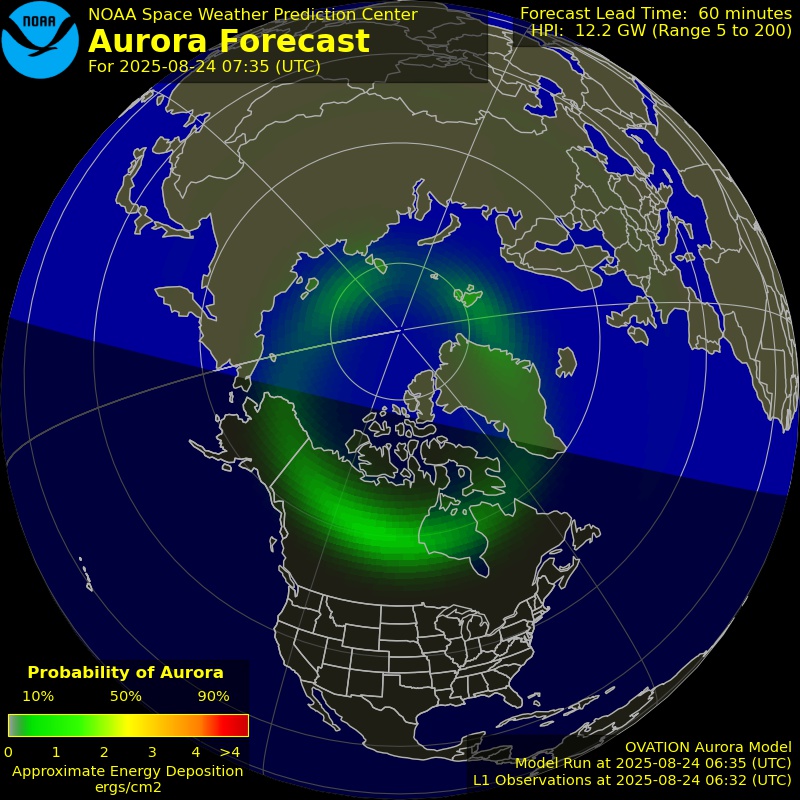 NOAA
NOAA Space Weather Prediction Center
Aurora Forecast
For 2025-08-24 07:35 (UTC)
Forecast Lead Time: 60 minutes
HPI: 12.2 GW (Range 5 to 200)
Probability of Aurora
10% 50% 90%
0 1 2 3 4 >4
Approximate Energy Deposition
ergs/cm2
OVATION Aurora Model
Model Run at 2025-08-24 06:35 (UTC)
L1 Observations at 2025-08-24 06:32 (UTC)